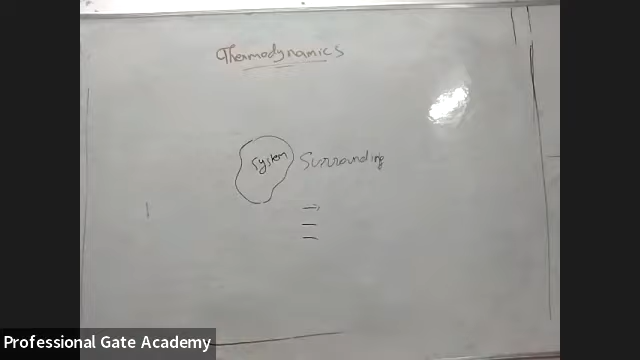 Thermodynamics
System Surrounding
Professional Gate Academy